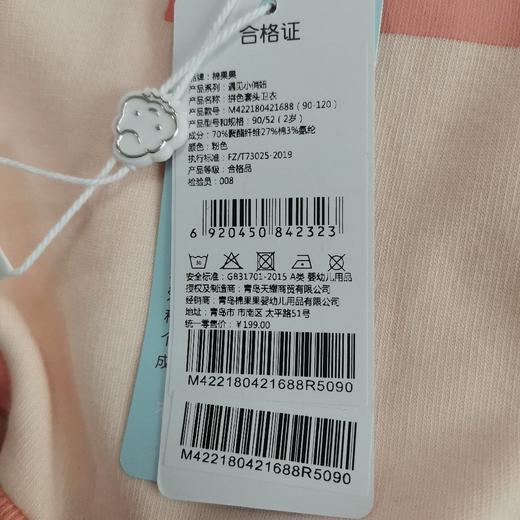 合格证
品牌：棉果果
产品系列：遇见小俏妞
产品名称：拼色套头卫衣
产品款号：M422180421688（90-120）
产品型号和规格：90/52（2岁）
成分：70%聚酯纤维27%棉3%氨纶
颜色：粉色
执行标准：FZ/T73025-2019
产品等级：合格品
检验员：008
6 920450 842323
安全标准：GB31701-2015 A类 婴幼儿用品
授权及制造商：青岛天耀商贸有限公司
经销商：青岛棉果果婴幼儿用品有限公司
地址：青岛市 市南区 太平路51号
统一零售价：¥199.00
M422180421688R5090
M422180421688R5090